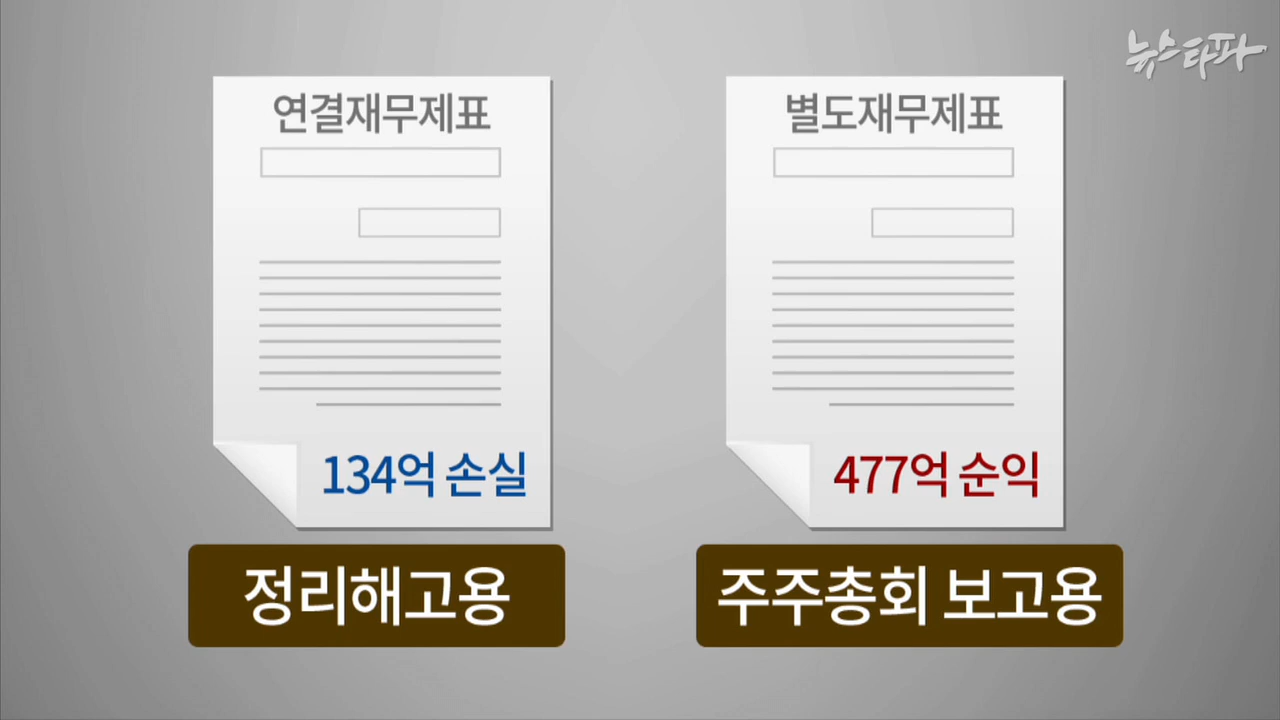 뉴스타파
연결재무제표
134억 손실
정리해고용
별도재무제표
477억 순익
주주총회 보고용